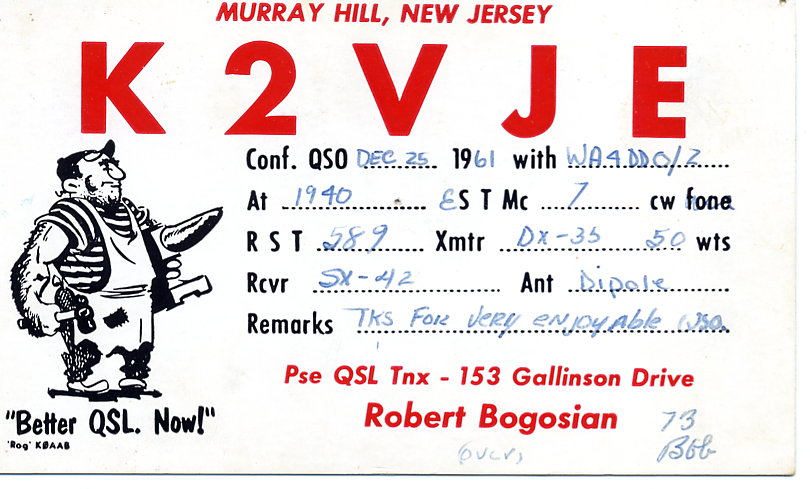 MURRAY HILL, NEW JERSEY
K2VJE
Conf. QSO DEC 25 1961 with WA4DDO/2
At 1940 EST Mc 7 cw fone
RST 589 Xmtr DX-35 50 wts
Rcvr SX-42 Ant Dipole
Remarks TKS FOR VERY ENJOYABLE QSO.
Pse QSL Tnx - 153 Gallinson Drive
Robert Bogosian 73
Bob
(over)
"Better QSL. Now!"
'Rog' KØAAB